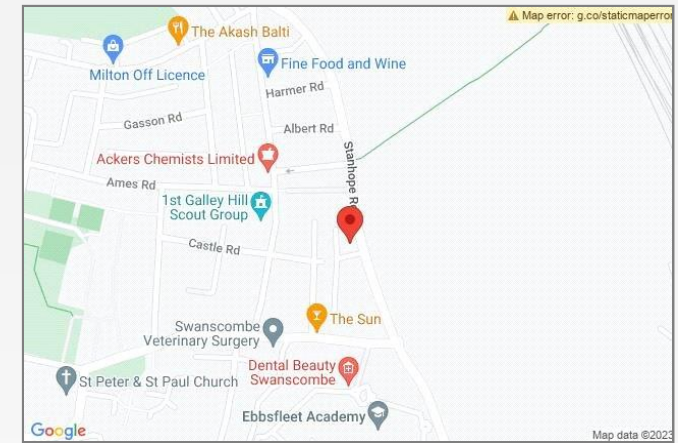 Map error: g.co/staticmaperror
The Akash Balti
Milton Off Licence
Fine Food and Wine
Harmer Rd
Gasson Rd
Albert Rd
Stanhope Rd
Ackers Chemists Limited
Ames Rd
1st Galley Hill
Scout Group
Castle Rd
The Sun
Swanscombe
Veterinary Surgery
Dental Beauty
Swanscombe
St Peter & St Paul Church
Ebbsfleet Academy
Google
Map data ©2023